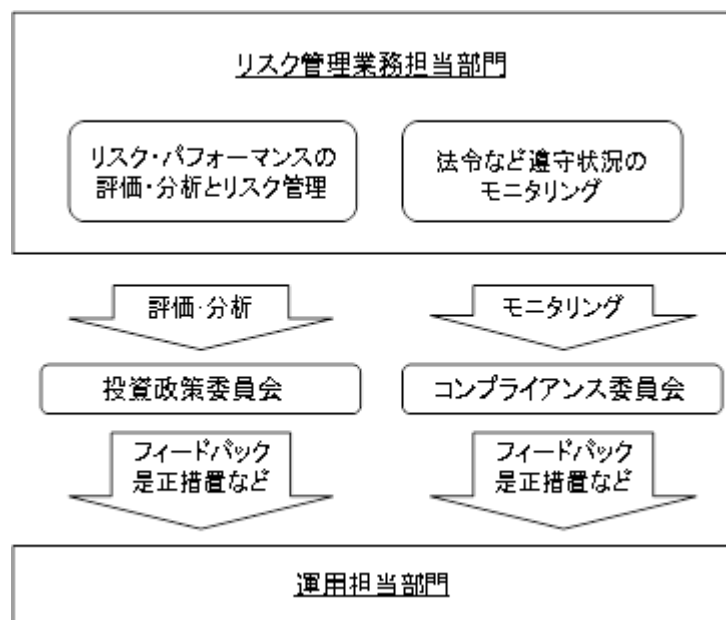 リスク管理業務担当部門
リスク・パフォーマンスの
評価・分析とリスク管理
法令など遵守状況の
モニタリング
評価・分析
モニタリング
投資政策委員会
コンプライアンス委員会
フィードバック
是正措置など
フィードバック
是正措置など
運用担当部門